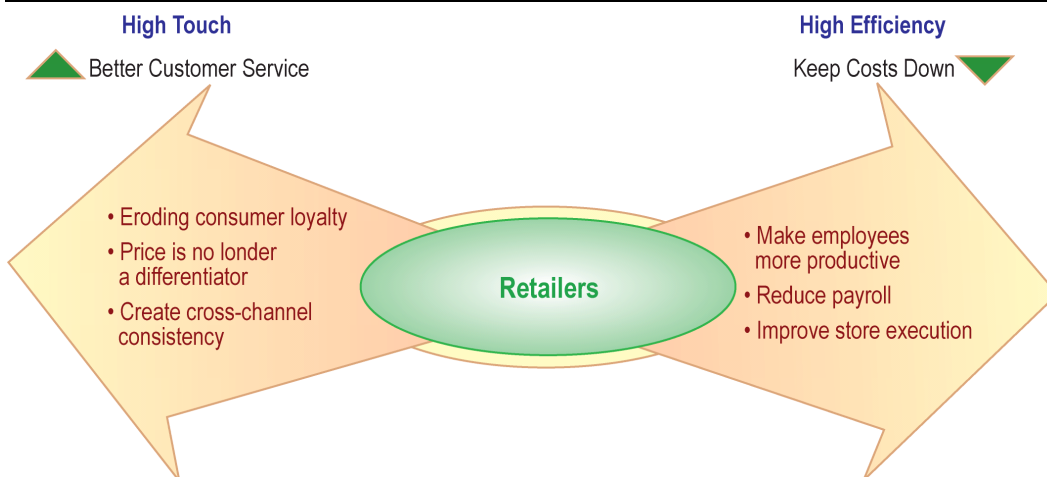 High Touch
Better Customer Service
• Eroding consumer loyalty
• Price is no londer
a differentiator
• Create cross-channel
consistency
Retailers
High Efficiency
Keep Costs Down
• Make employees
more productive
• Reduce payroll
• Improve store execution